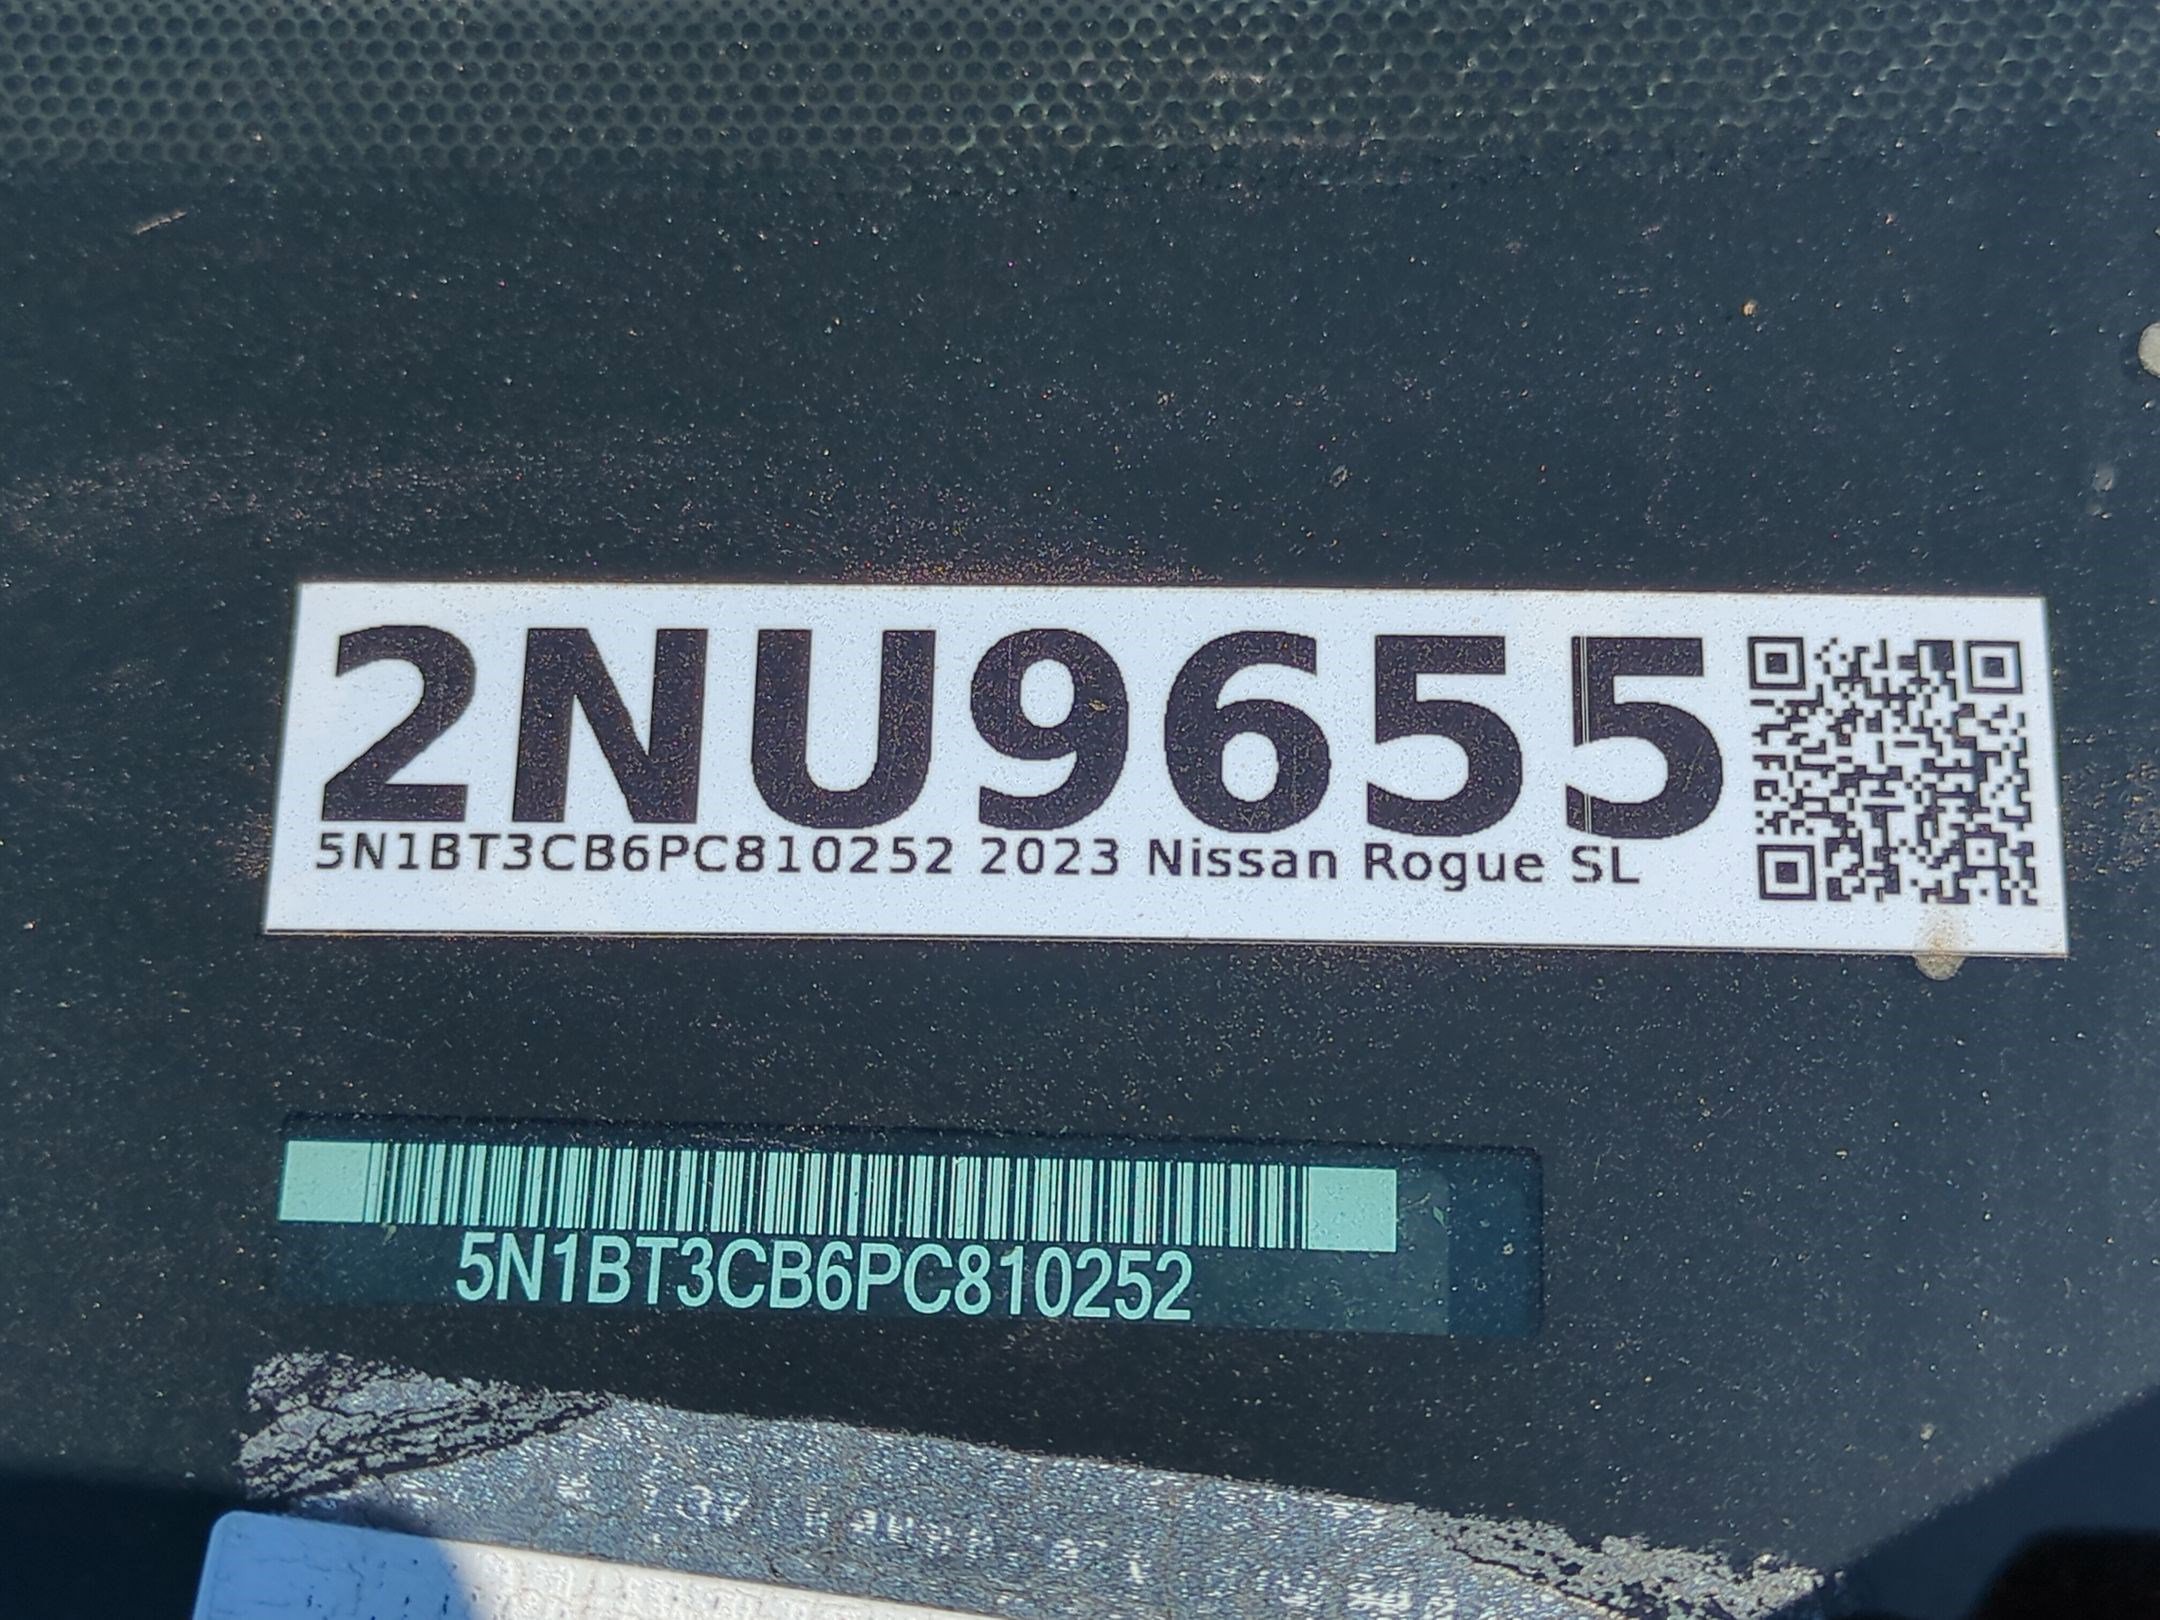 2NU9655
5N1BT3CB6PC810252 2023 Nissan Rogue SL
5N1BT3CB6PC810252